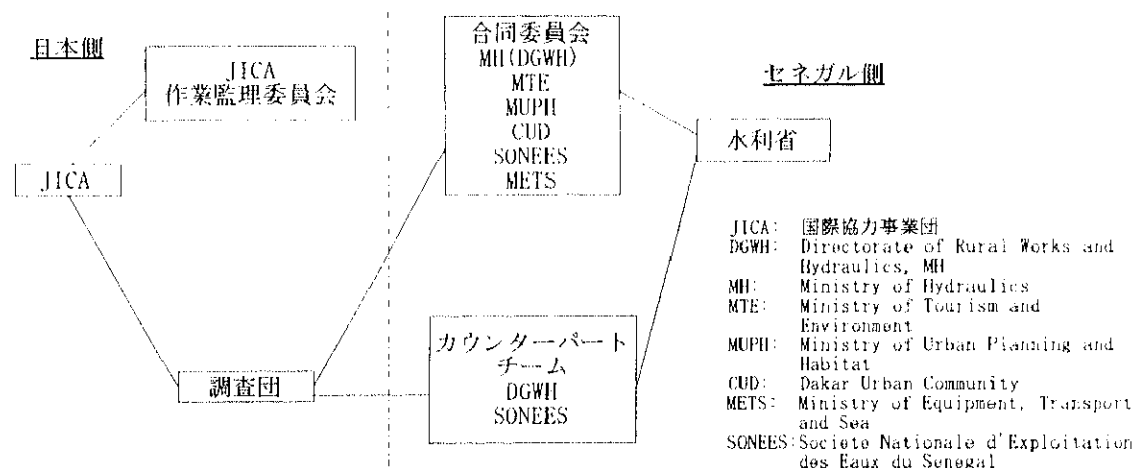 日本側
JICA
作業監理委員会
JICA
調査団
合同委員会
MH(DGWH)
MTE
MUPH
CUD
SONEES
METS
カウンターパート
チーム
DGWH
SONEES
セネガル側
水利省
JICA: 国際協力事業団
DGWH: Directorate of Rural Works and
Hydraulics, MH
MH: Ministry of Hydraulics
MTE: Ministry of Tourism and
Environment
MUPH: Ministry of Urban Planning and
Habitat
CUD: Dakar Urban Community
METS: Ministry of Equipment, Transport
and Sea
SONEES: Societe Nationale d'Exploitation
des Eaux du Senegal